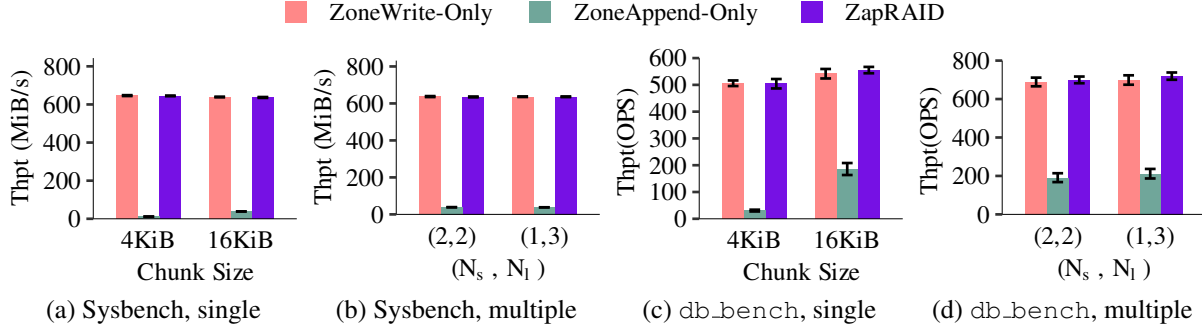 ZoneWrite-Only ZoneAppend-Only ZapRAID
Thpt (MiB/s)
800
600
400
200
0
4KiB 16KiB
Chunk Size
(a) Sysbench, single
Thpt (MiB/s)
800
600
400
200
0
(2,2) (1,3)
(Ns , Nl )
(b) Sysbench, multiple
Thpt(OPS)
600
500
400
300
200
100
0
4KiB 16KiB
Chunk Size
(c) db_bench, single
Thpt(OPS)
800
600
400
200
0
(2,2) (1,3)
(Ns , Nl )
(d) db_bench, multiple